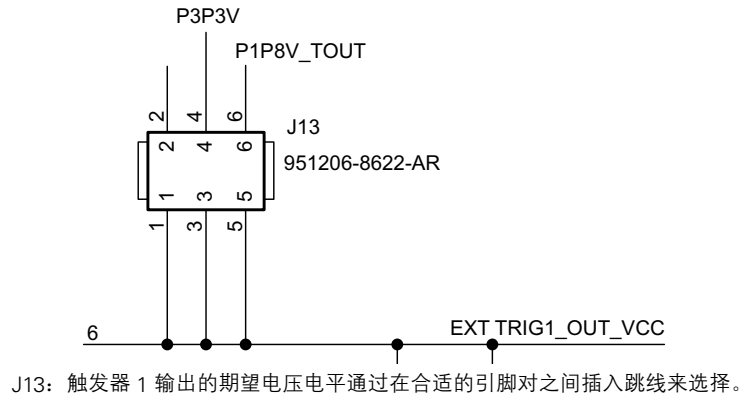 P3P3V
P1P8V_TOUT
2 4 6
2 4 6
J13
951206-8622-AR
1 3 5
1 3 5
6
EXT TRIG1_OUT_VCC
J13：触发器 1 输出的期望电压电平通过在合适的引脚对之间插入跳线来选择。